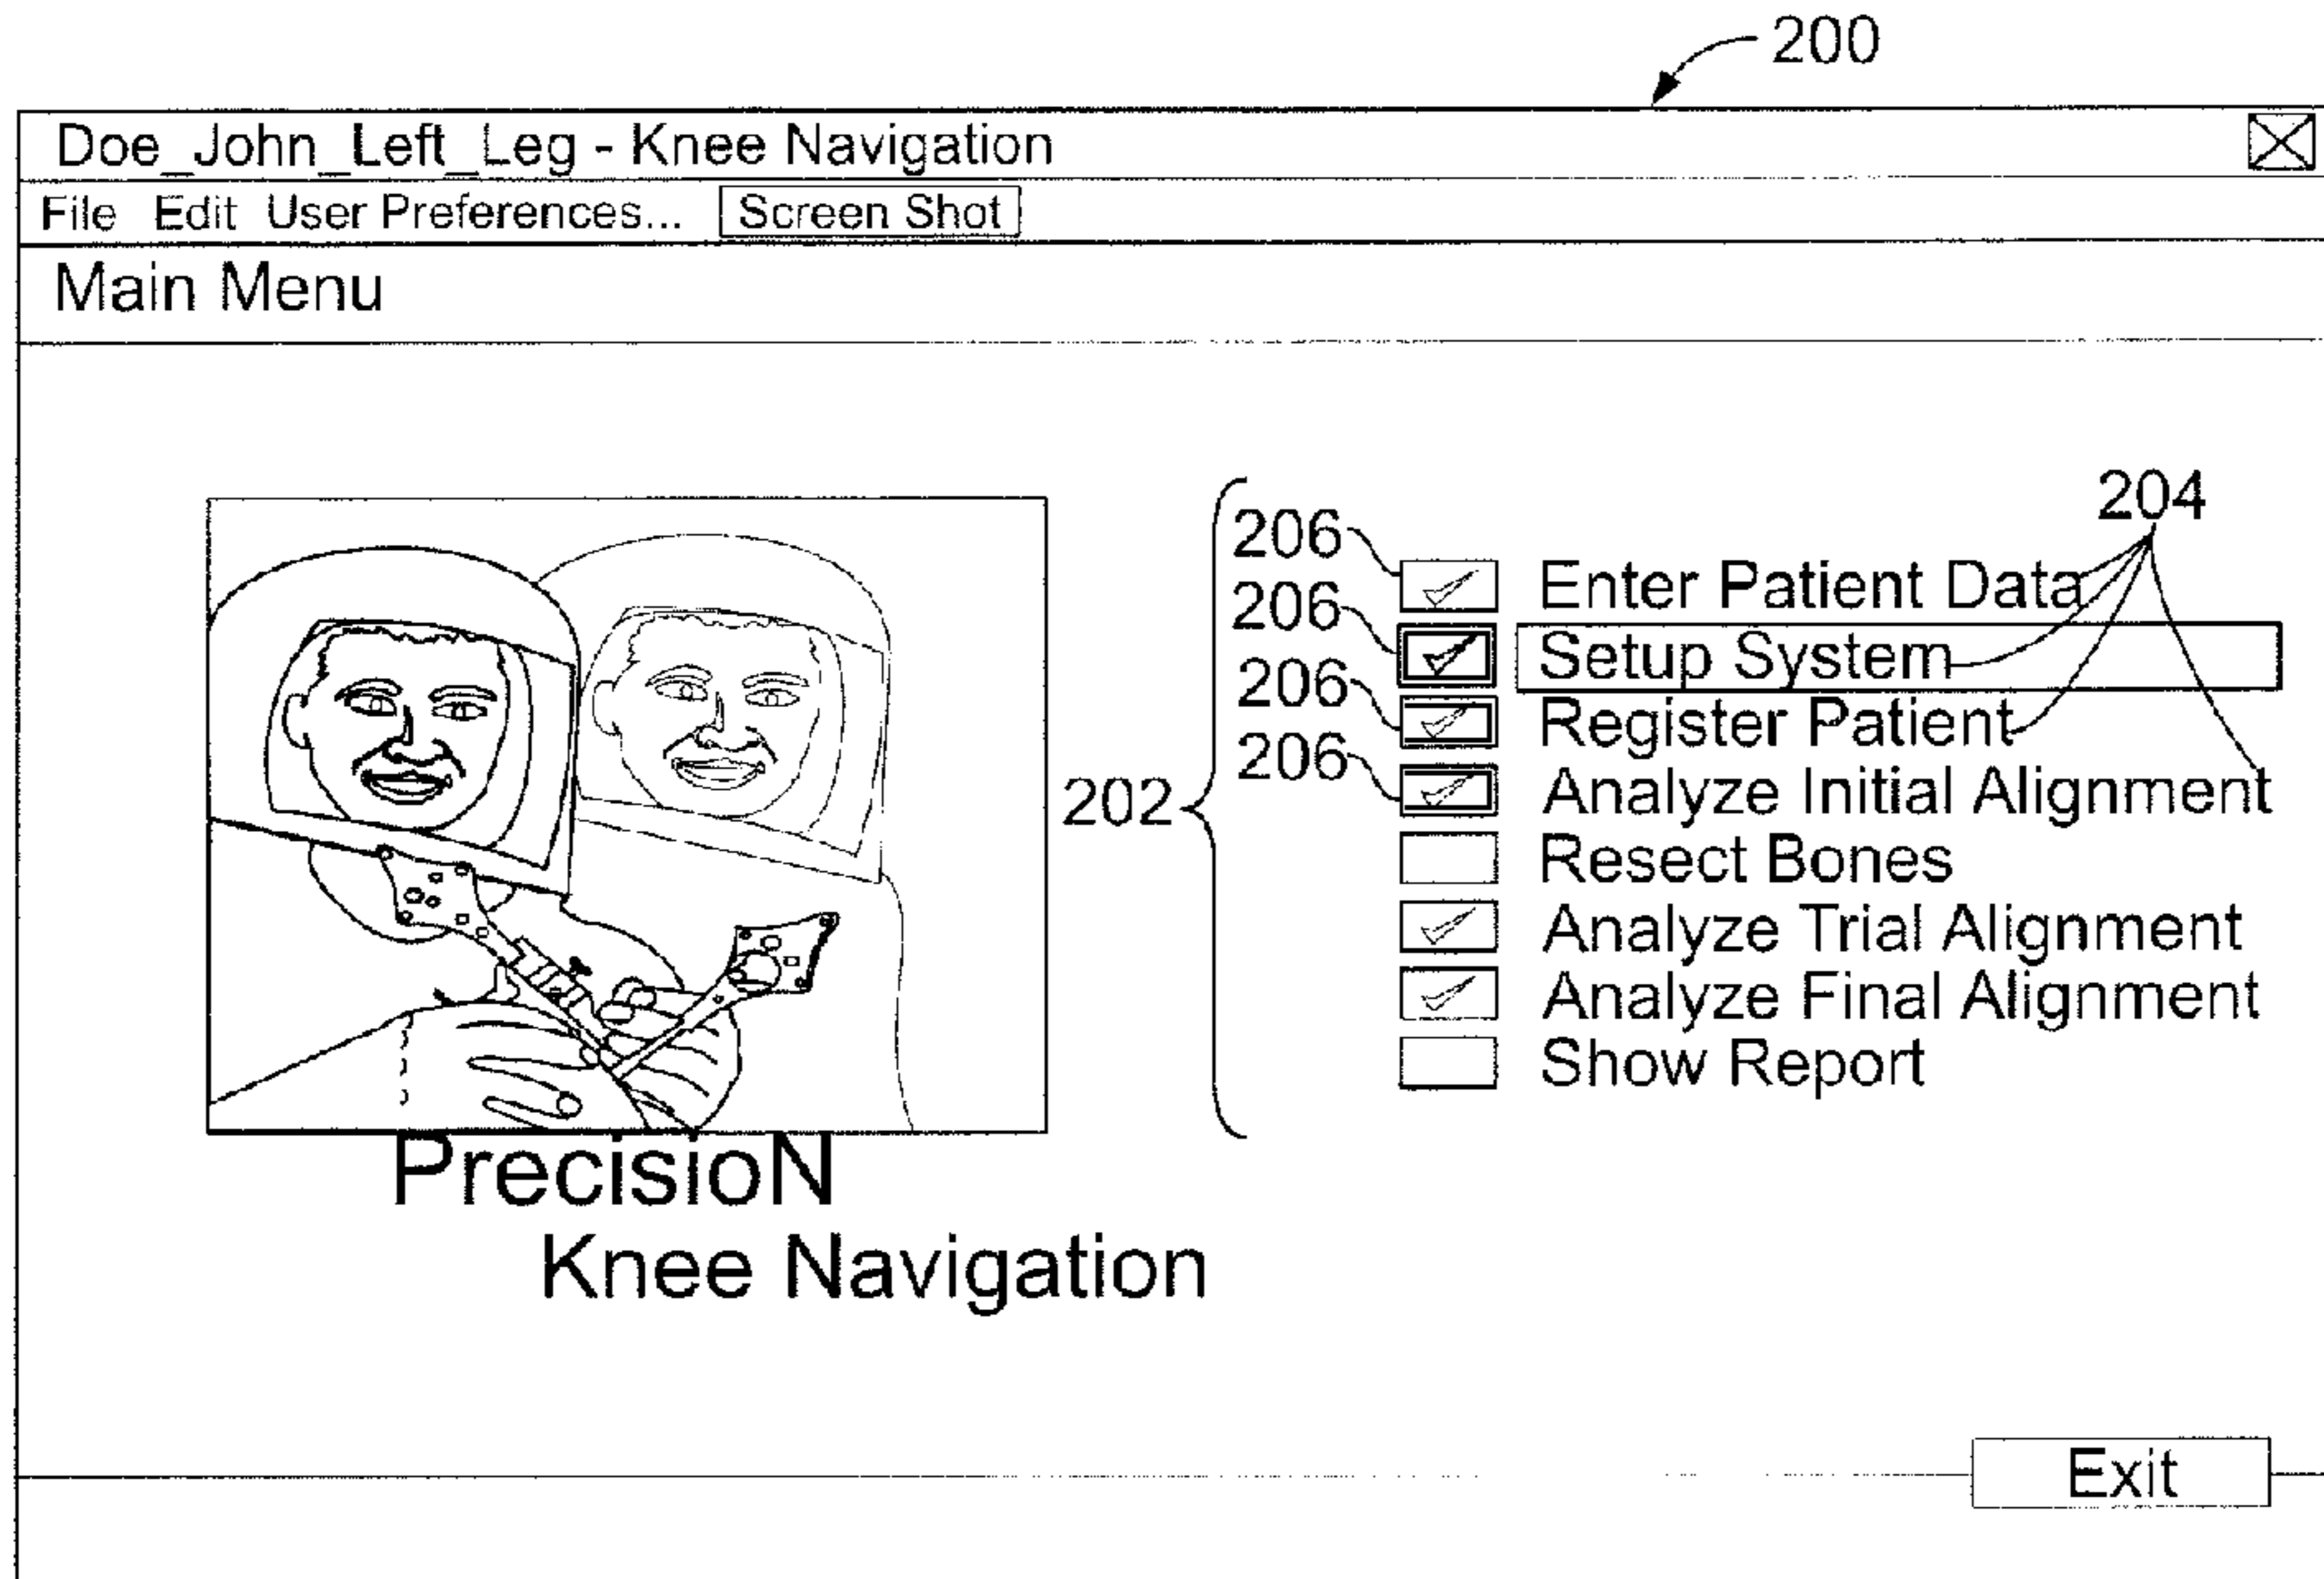 200
Doe_John_Left_Leg - Knee Navigation
File Edit User Preferences... Screen Shot
Main Menu
204
206 Enter Patient Data
206 Setup System
206 Register Patient
206 Analyze Initial Alignment
202
Resect Bones
Analyze Trial Alignment
Analyze Final Alignment
Show Report
PrecisioN
Knee Navigation
Exit